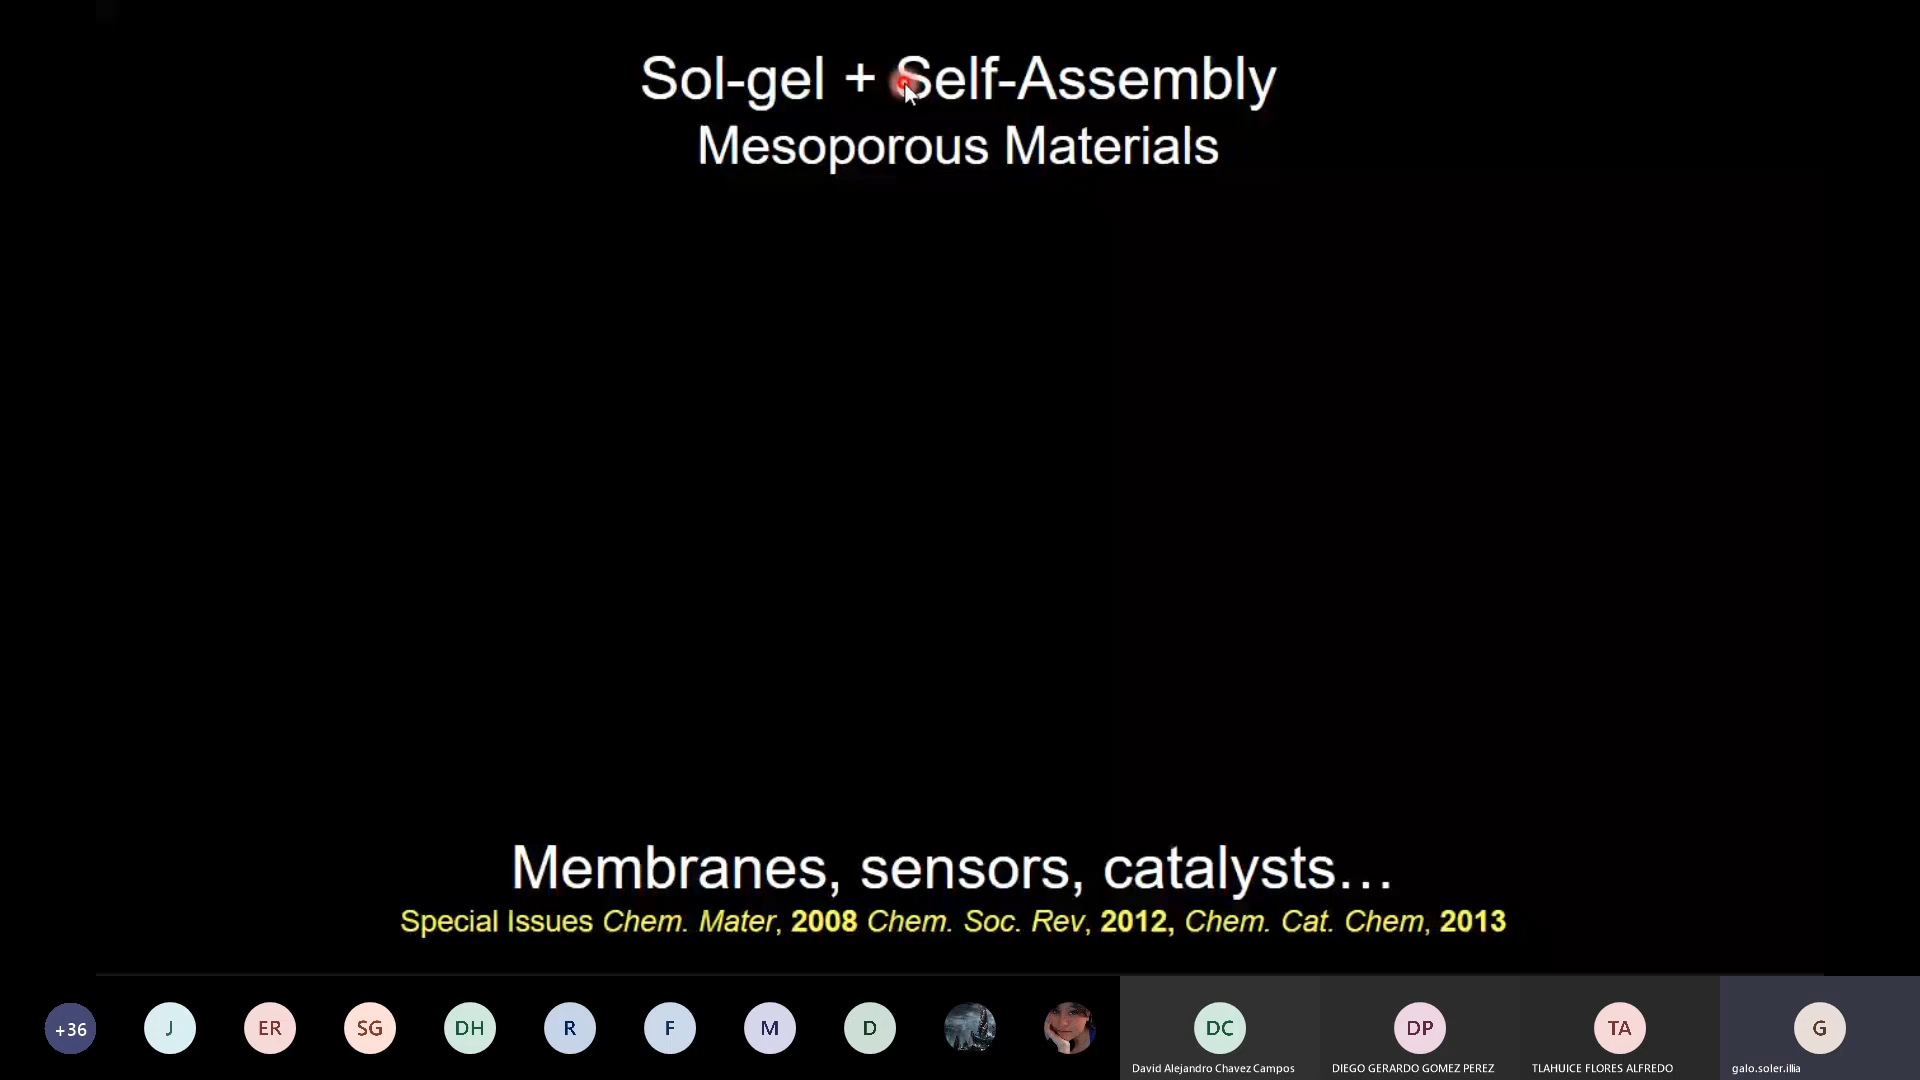 Sol-gel + Self-Assembly
Mesoporous Materials
Membranes, sensors, catalysts…
Special Issues Chem. Mater, 2008 Chem. Soc. Rev, 2012, Chem. Cat. Chem, 2013
+36 J ER SG DH R F M D DC DP TA G
David Alejandro Chavez Campos DIEGO GERARDO GOMEZ PEREZ TLAHUICE FLORES ALFREDO galo.soler.illia